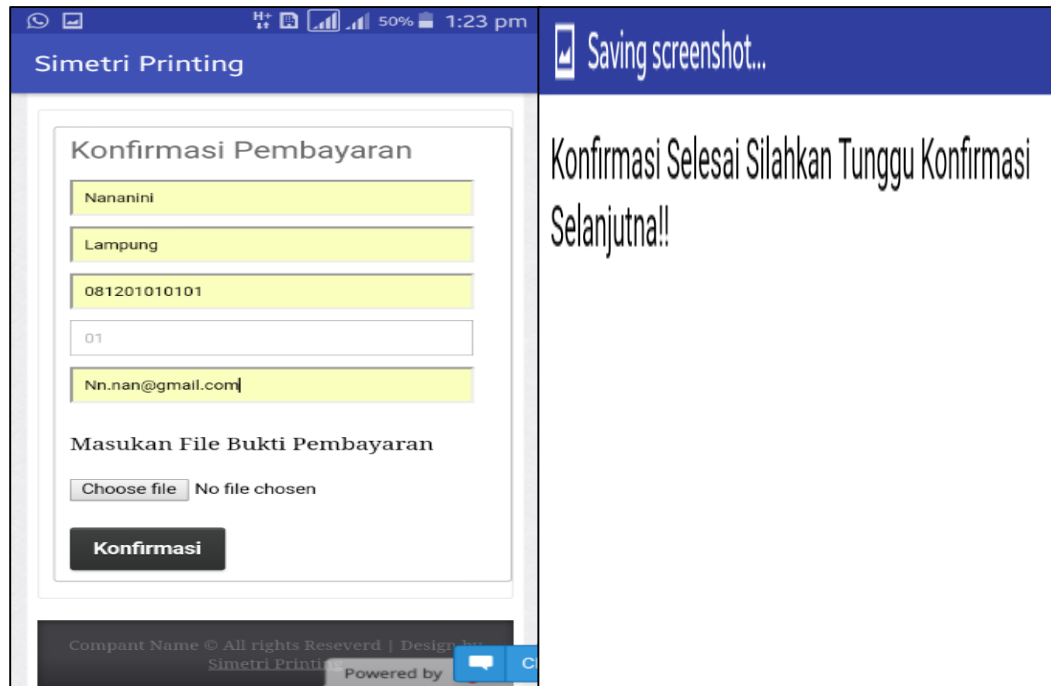 50% 1:23 pm
Simetri Printing
Konfirmasi Pembayaran
Nananini
Lampung
081201010101
01
Nn.nan@gmail.com
Masukan File Bukti Pembayaran
Choose file No file chosen
Konfirmasi
Compant Name © All rights Reseverd | Design by
Simetri Printing
Powered by
Saving screenshot...
Konfirmasi Selesai Silahkan Tunggu Konfirmasi
Selanjutna!!